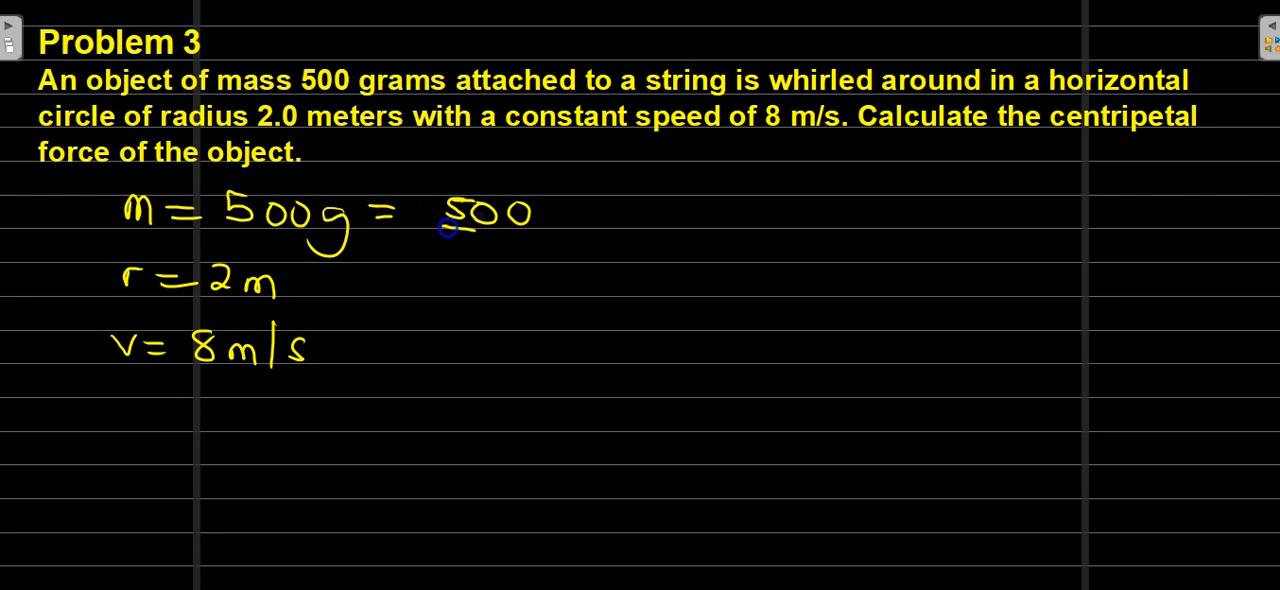 Problem 3
An object of mass 500 grams attached to a string is whirled around in a horizontal
circle of radius 2.0 meters with a constant speed of 8 m/s. Calculate the centripetal
force of the object.
m = 500g = 500
r = 2m
v = 8m/s